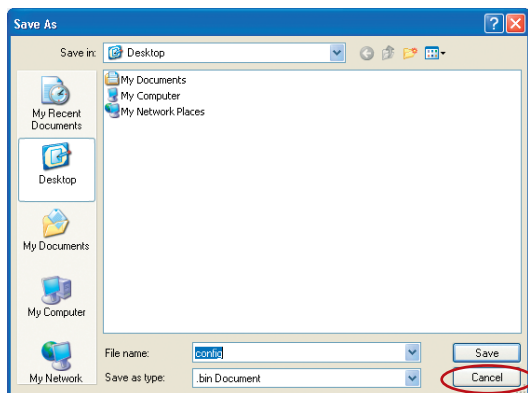 Save As
Save in:
Desktop
My Recent
Documents
Desktop
My Documents
My Computer
My Network
My Documents
My Computer
My Network Places
File name:
config
Save
Save as type:
.bin Document
Cancel